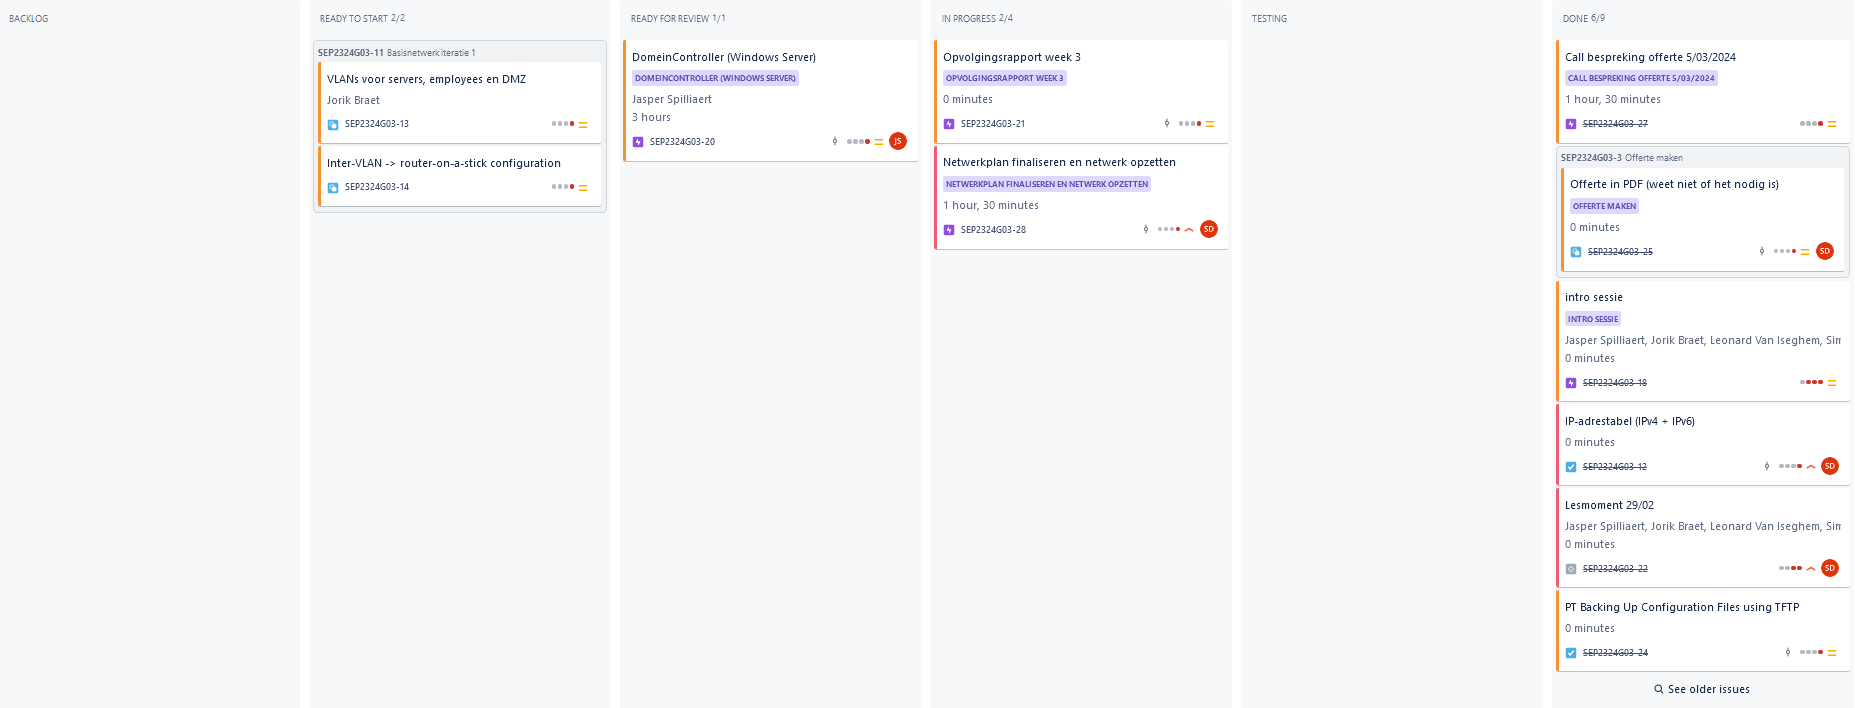 BACKLOG
READY TO START 2/2
SEP2324G03-11 Basisnetwerk iteratie 1
VLANs voor servers, employees en DMZ
Jorik Braet
SEP2324G03-13
Inter-VLAN -> router-on-a-stick configuration
SEP2324G03-14
READY FOR REVIEW 1/1
DomeinController (Windows Server)
DOMEINCONTROLLER (WINDOWS SERVER)
Jasper Spilliaert
3 hours
SEP2324G03-20
JS
IN PROGRESS 2/4
Opvolgingsrapport week 3
OPVOLGINGSRAPPORT WEEK 3
0 minutes
SEP2324G03-21
Netwerkplan finaliseren en netwerk opzetten
NETWERKPLAN FINALISEREN EN NETWERK OPZETTEN
1 hour, 30 minutes
SEP2324G03-28
SD
TESTING
DONE 6/9
Call bespreking offerte 5/03/2024
CALL BESPREKING OFFERTE 5/03/2024
1 hour, 30 minutes
SEP2324G03-27
SEP2324G03-3 Offerte maken
Offerte in PDF (weet niet of het nodig is)
OFFERTE MAKEN
0 minutes
SEP2324G03-25
SD
intro sessie
INTRO SESSIE
Jasper Spilliaert, Jorik Braet, Leonard Van Iseghem, Sim
0 minutes
SEP2324G03-18
IP-adrestabel (IPv4 + IPv6)
0 minutes
SEP2324G03-12
SD
Lesmoment 29/02
Jasper Spilliaert, Jorik Braet, Leonard Van Iseghem, Sim
0 minutes
SEP2324G03-22
SD
PT Backing Up Configuration Files using TFTP
0 minutes
SEP2324G03-24
See older issues